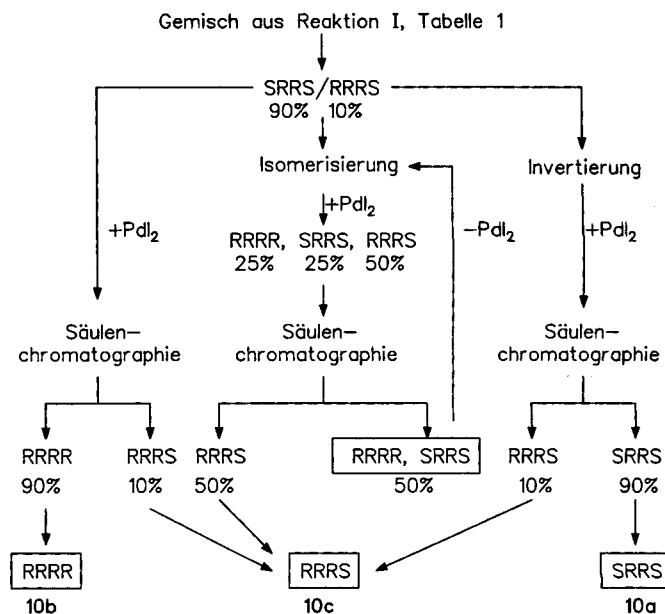 Gemisch aus Reaktion I, Tabelle 1
SRRS/RRRS
90% 10%
Isomerisierung
Invertierung
+PdI₂
+PdI₂
-PdI₂
+PdI₂
RRRR, SRRS, RRRS
25% 25% 50%
Säulen-
chromatographie
Säulen-
chromatographie
Säulen-
chromatographie
RRRR RRRS RRRS RRRR, SRRS RRRS SRRS
90% 10% 50% 50% 10% 90%
RRRR RRRS SRRS
10b 10c 10a